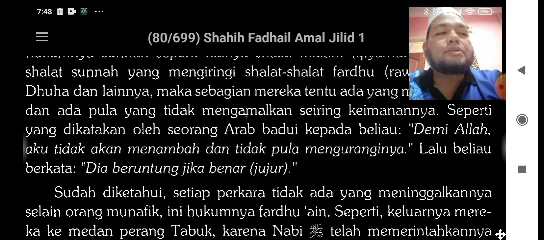 7:48
(80/699) Shahih Fadhail Amal Jilid 1
shalat sunnah yang mengiringi shalat-shalat fardhu (raw
Dhuha dan lainnya, maka sebagian mereka tentu ada yang m
dan ada pula yang tidak mengamalkan seiring keimanannya. Seperti
yang dikatakan oleh seorang Arab badui kepada beliau: "Demi Allah,
aku tidak akan menambah dan tidak pula menguranginya." Lalu beliau
berkata: "Dia beruntung jika benar (jujur)."
Sudah diketahui, setiap perkara tidak ada yang meninggalkannya
selain orang munafik, ini hukumnya fardhu 'ain. Seperti, keluarnya mere-
ka ke medan perang Tabuk, karena Nabi ﷺ telah memerintahkannya